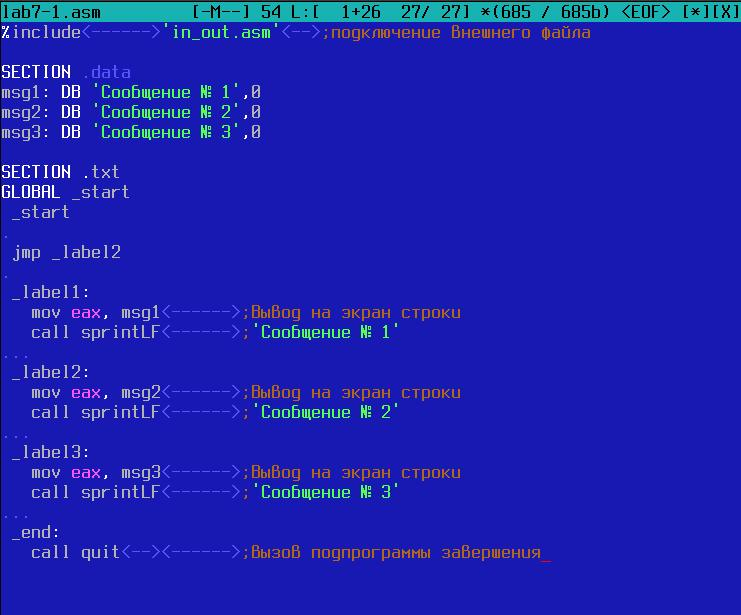 lab7-1.asm [-M--] 54 L:[ 1+26 27/ 27] *(685 / 685b) <EOF> [*][X]
%include<------>'in_out.asm'<-->;подключение Внешнего файла
SECTION .data
msg1: DB 'Сообщение № 1',0
msg2: DB 'Сообщение № 2',0
msg3: DB 'Сообщение № 3',0
SECTION .txt
GLOBAL _start
_start
.
jmp _label2
.
_label1:
mov eax, msg1<------>;Вывод на экран строки
call sprintLF<------>;'Сообщение № 1'
...
_label2:
mov eax, msg2<------>;Вывод на экран строки
call sprintLF<------>;'Сообщение № 2'
...
_label3:
mov eax, msg3<------>;Вывод на экран строки
call sprintLF<------>;'Сообщение № 3'
...
_end:
call quit<--><------>;Вызов подпрограммы завершения